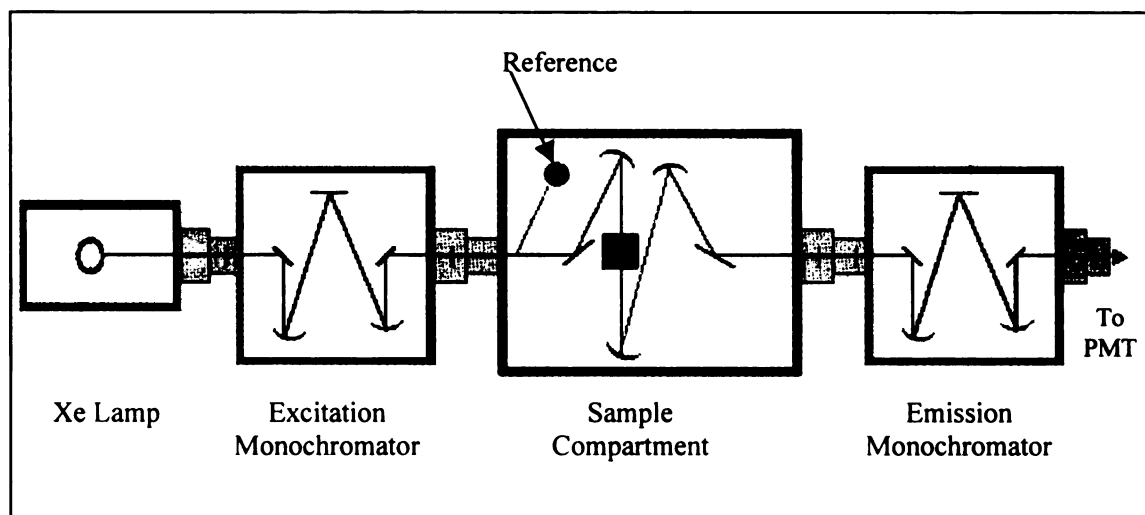 Reference
To
PMT
Xe Lamp
Excitation
Monochromator
Sample
Compartment
Emission
Monochromator